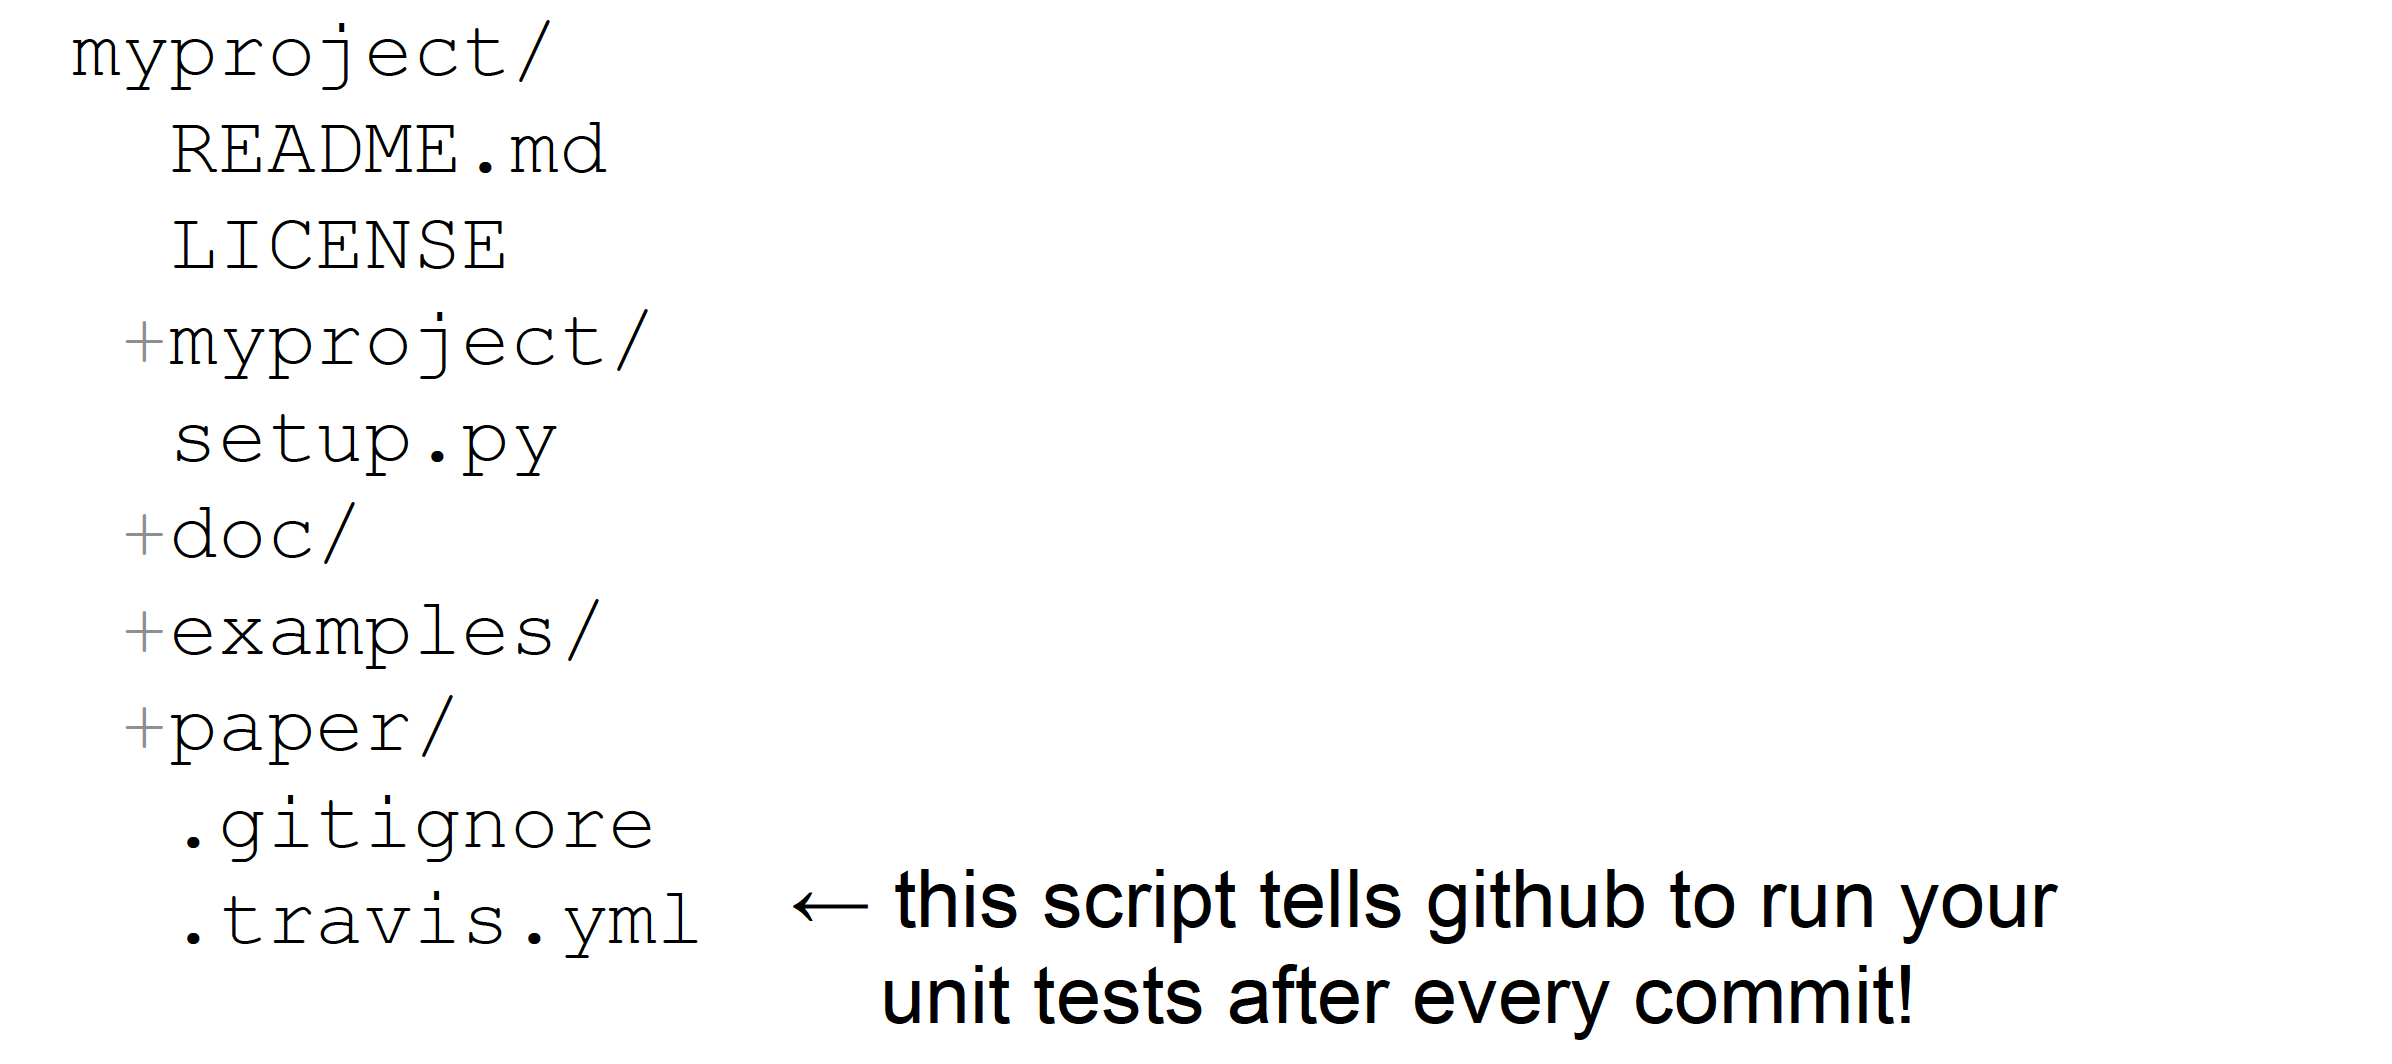 myproject/
README.md
LICENSE
+myproject/
setup.py
+doc/
+examples/
+paper/
.gitignore
.travis.yml
← this script tells github to run your
unit tests after every commit!